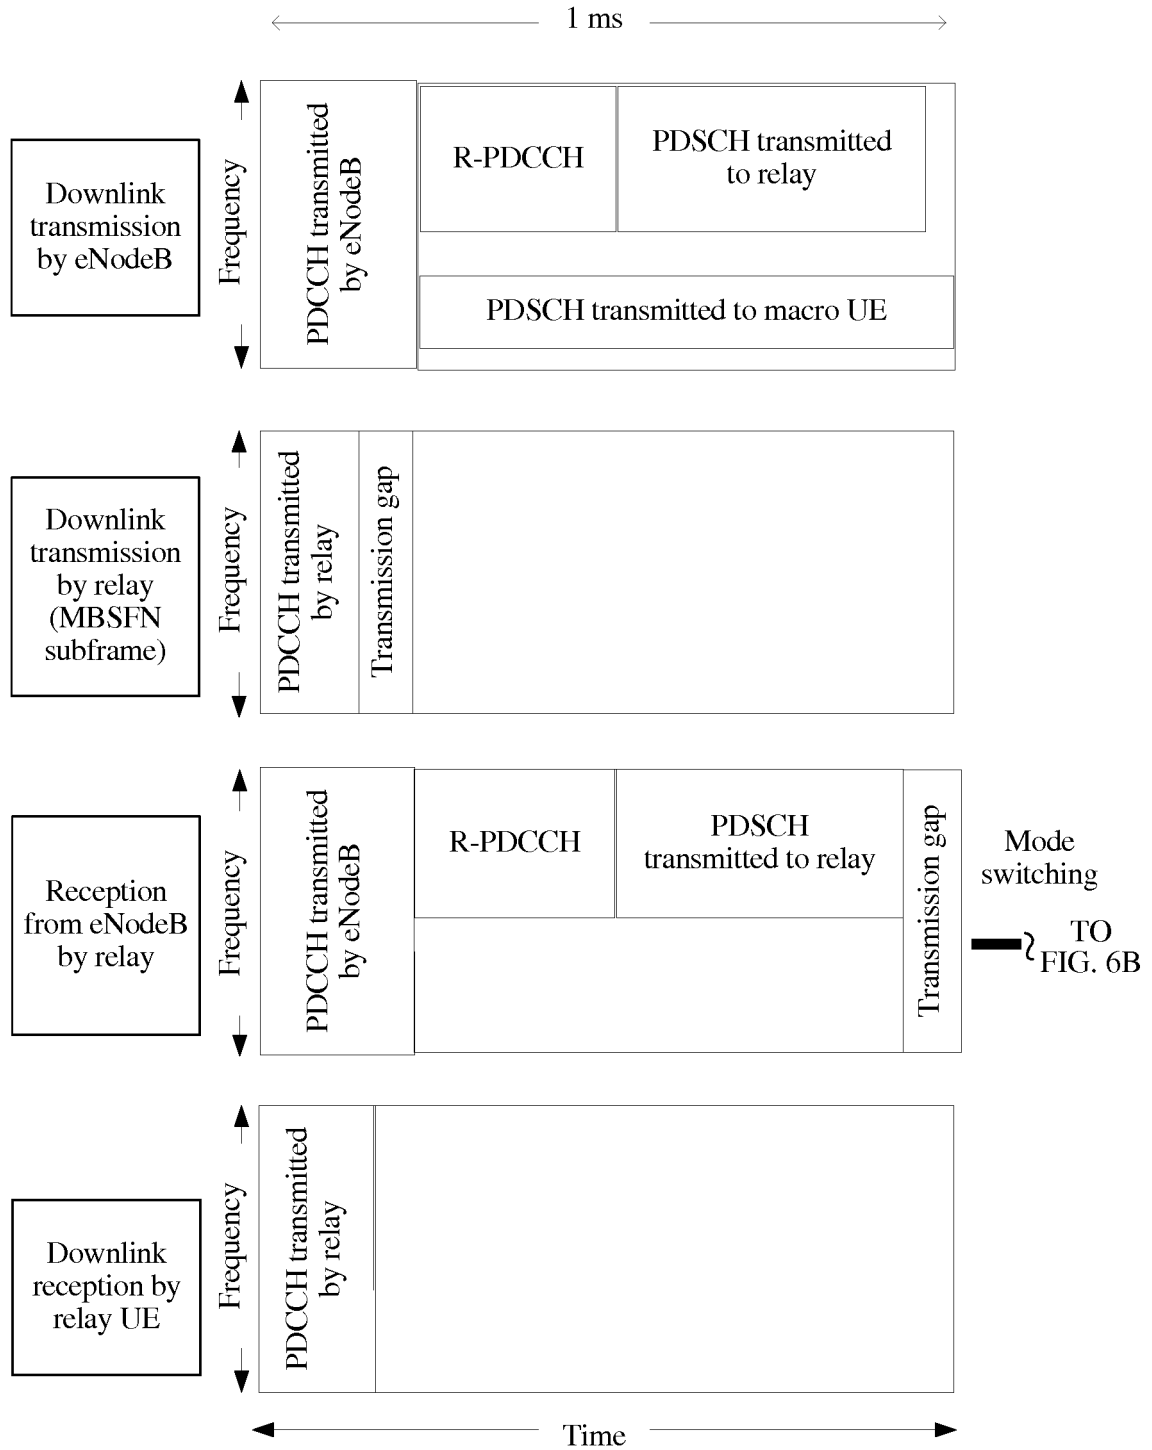 1 ms
Downlink
transmission
by eNodeB
Frequency
PDCCH transmitted
by eNodeB
R-PDCCH
PDSCH transmitted
to relay
PDSCH transmitted to macro UE
Downlink
transmission
by relay
(MBSFN
subframe)
Frequency
PDCCH transmitted
by relay
Transmission gap
Reception
from eNodeB
by relay
Frequency
PDCCH transmitted
by eNodeB
R-PDCCH
PDSCH
transmitted to relay
Transmission gap
Mode
switching
TO
FIG. 6B
Downlink
reception by
relay UE
Frequency
PDCCH transmitted
by relay
Time